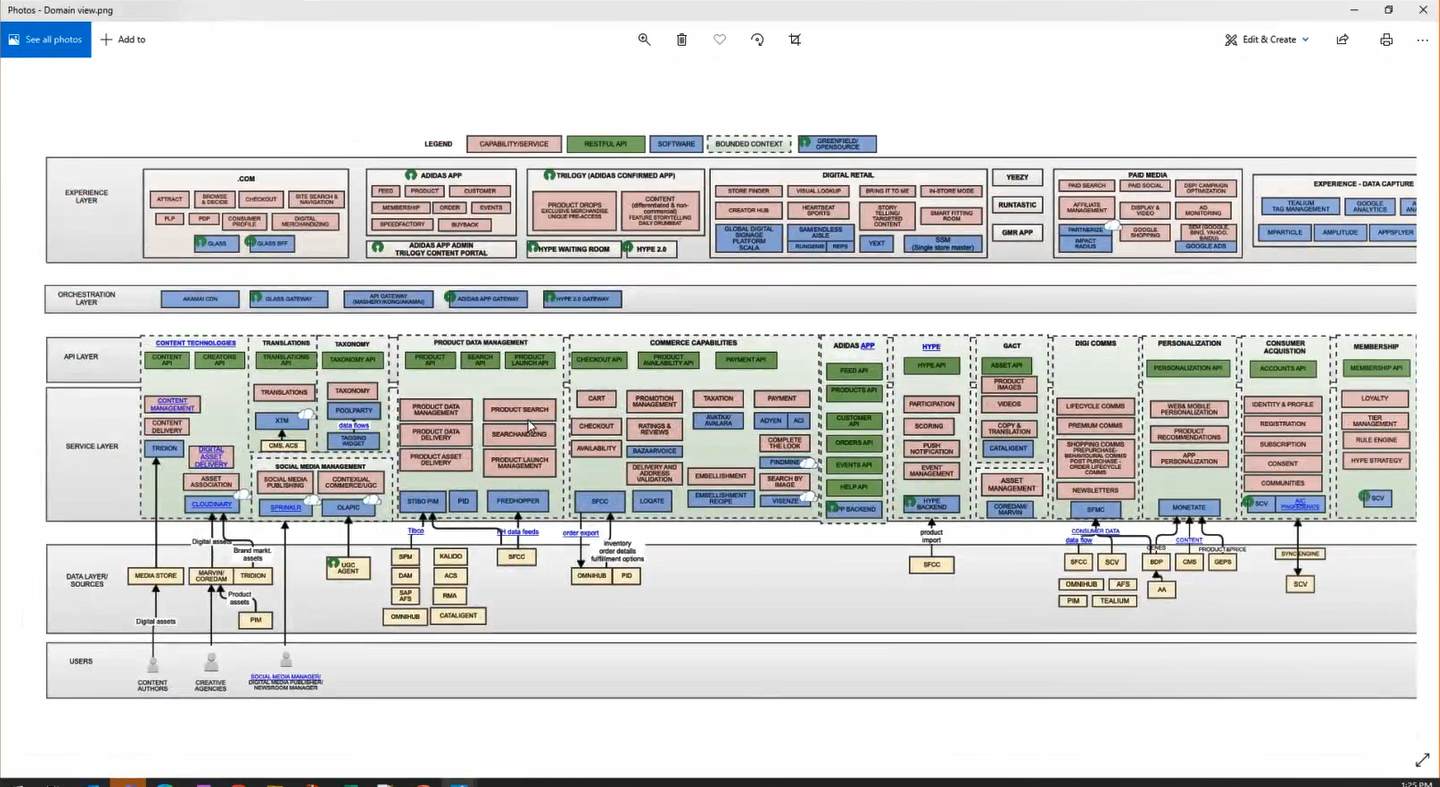 Photos - Domain view.png
See all photos
Add to
Edit & Create
LEGEND
CAPABILITY/SERVICE
RESTFUL API
SOFTWARE
BOUNDED CONTEXT
GREENFIELD/
OPENSOURCE
EXPERIENCE
LAYER
.COM
ATTRACT
BROWSE
& DECIDE
CHECKOUT
SITE SEARCH &
NAVIGATION
PLP
PDP
CONSUMER
PROFILE
DIGITAL
MERCHANDIZING
GLASS
GLASS BFF
ADIDAS APP
FEED
PRODUCT
CUSTOMER
MEMBERSHIP
ORDER
EVENTS
SPEEDFACTORY
BUYBACK
ADIDAS APP ADMIN
TRILOGY CONTENT PORTAL
TRILOGY (ADIDAS CONFIRMED APP)
PRODUCT DROPS
EXCLUSIVE MERCHANDISE
UNIQUE PRE-ACCESS
CONTENT
(differentiated & non-
commercial)
FEATURE STORYTELLING
DAILY DRUMBEAT
HYPE WAITING ROOM
HYPE 2.0
DIGITAL RETAIL
STORE FINDER
VISUAL LOOKUP
BRING IT TO ME
IN-STORE MODE
CREATOR HUB
HEARTBEAT
SPORTS
STORY
TELLING/
TARGETED
CONTENT
SMART FITTING
ROOM
GLOBAL DIGITAL
SIGNAGE
PLATFORM
SCALA
SAM/ENDLESS
AISLE
RUNGENIE
REPS
YEXT
SSM
(Single store master)
YEEZY
RUNTASTIC
GMR APP
PAID MEDIA
PAID SEARCH
PAID SOCIAL
DSP/ CAMPAIGN
OPTIMIZATION
AFFILIATE
MANAGEMENT
DISPLAY &
VIDEO
AD
MONITORING
PARTNERIZE
IMPACT
RADIUS
GOOGLE
SHOPPING
SEM (GOOGLE,
BING, YAHOO,
BAIDU)
GOOGLE ADS
EXPERIENCE - DATA CAPTURE
TEALIUM
TAG MANAGEMENT
GOOGLE
ANALYTICS
MPARTICLE
AMPLITUDE
APPSFLYER
ORCHESTRATION
LAYER
AKAMAI CDN
GLASS GATEWAY
API GATEWAY
(MASHERY/KONG/AKAMAI)
ADIDAS APP GATEWAY
HYPE 2.0 GATEWAY
API LAYER
CONTENT TECHNOLOGIES
CONTENT
API
CREATORS
API
TRANSLATIONS
TRANSLATIONS
API
TAXONOMY
TAXONOMY API
PRODUCT DATA MANAGEMENT
PRODUCT
API
SEARCH
API
PRODUCT
LAUNCH API
COMMERCE CAPABILITIES
CHECKOUT API
PRODUCT
AVAILABILITY API
PAYMENT API
ADIDAS APP
FEED API
PRODUCTS API
CUSTOMER
API
ORDERS API
EVENTS API
HELP API
APP BACKEND
HYPE
HYPE API
GACT
ASSET API
DIGI COMMS
PERSONALIZATION
PERSONALIZATION API
CONSUMER
ACQUISTION
ACCOUNTS API
MEMBERSHIP
MEMBERSHIP API
SERVICE LAYER
CONTENT
MANAGEMENT
CONTENT
DELIVERY
TRIDION
DIGITAL
ASSET
DELIVERY
ASSET
ASSOCIATION
CLOUDINARY
TRANSLATIONS
XTM
CMS, ACS
TAXONOMY
POOLPARTY
data flows
TAGGING
WIDGET
SOCIAL MEDIA MANAGEMENT
SOCIAL MEDIA
PUBLISHING
CONTEXUAL
COMMERCE/UGC
SPRINKLR
OLAPIC
PRODUCT DATA
MANAGEMENT
PRODUCT SEARCH
PRODUCT DATA
DELIVERY
SEARCHANDIZING
PRODUCT ASSET
DELIVERY
PRODUCT LAUNCH
MANAGEMENT
STIBO PIM
PID
FREDHOPPER
CART
PROMOTION
MANAGEMENT
TAXATION
PAYMENT
CHECKOUT
RATINGS &
REVIEWS
AVATAX/
AVALARA
ADYEN
ACI
AVAILABILITY
BAZAARVOICE
COMPLETE
THE LOOK
FINDMINE
DELIVERY AND
ADDRESS
VALIDATION
EMBELLISHMENT
SEARCH BY
IMAGE
SFCC
LOQATE
EMBELLISHMENT
RECIPE
VISENZE
PARTICIPATION
SCORING
PUSH
NOTIFICATION
EVENT
MANAGEMENT
HYPE
BACKEND
PRODUCT
IMAGES
VIDEOS
COPY &
TRANSLATION
CATALIGENT
ASSET
MANAGEMENT
COREDAM/
MARVIN
LIFECYCLE COMMS
PREMIUM COMMS
SHOPPING COMMS
PREPURCHASE-
BEHAVIOURAL COMMS
POST PURCHASE -
ORDER LIFECYCLE
COMMS
NEWSLETTERS
SFMC
WEB& MOBILE
PERSONALIZATION
PRODUCT
RECOMMENDATIONS
APP
PERSONALIZATION
MONETATE
IDENTITY & PROFILE
REGISTRATION
SUBSCRIPTION
CONSENT
COMMUNITIES
SCV
LOYALTY
TIER
MANAGEMENT
RULE ENGINE
HYPE STRATEGY
SCV
DATA LAYER/
SOURCES
Digital assets
Brand markt.
assets
MEDIA STORE
MARVIN/
COREDAM
TRIDION
Product
assets
Digital assets
PIM
UGC
AGENT
Tibco
FH data feeds
SPM
KALIDO
SFCC
DAM
ACS
SAP
AFS
RMA
OMNIHUB
CATALIGENT
order export
inventory
order details
fulfillment options
OMNIHUB
PID
product
import
SFCC
CONSUMER DATA
data flow
SFCC
SCV
OMNIHUB
AFS
PIM
TEALIUM
CONTENT
PRODUCT&PRICE
BDP
CMS
GEPS
AA
SYNC ENGINE
SCV
USERS
CONTENT
AUTHORS
CREATIVE
AGENCIES
SOCIAL MEDIA MANAGER/
DIGITAL MEDIA PUBLISHER/
NEWSROOM MANAGER
1:25 PM